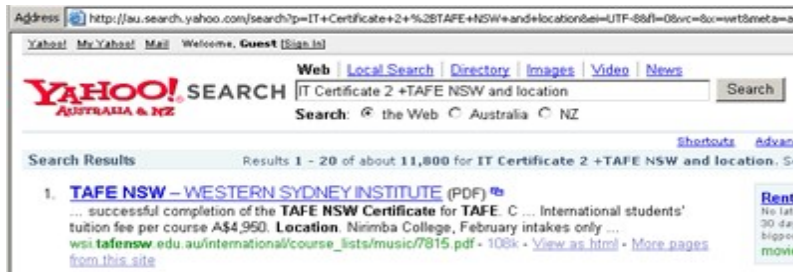 Address http://au.search.yahoo.com/search?p=IT+Certificate+2+%2BTAFE+NSW+and+location&ei=UTF-8&fl=0&vc=&x=wrt&meta=a
Yahoo! My Yahoo! Mail Welcome, Guest [Sign In]
Web | Local Search | Directory | Images | Video | News
YAHOO! SEARCH IT Certificate 2 +TAFE NSW and location Search
AUSTRALIA & NZ Search: the Web Australia NZ
Shortcuts Advan
Search Results Results 1 - 20 of about 11,800 for IT Certificate 2 +TAFE NSW and location. S
1. TAFE NSW – WESTERN SYDNEY INSTITUTE (PDF)
... successful completion of the TAFE NSW Certificate for TAFE. C ... International students'
tuition fee per course A$4,950. Location. Nirimba College, February intakes only ...
wsi.tafensw.edu.au/international/course_lists/music/7815.pdf - 108k - View as html - More pages
from this site
Rent
No lat
30 da
bigpo
movie